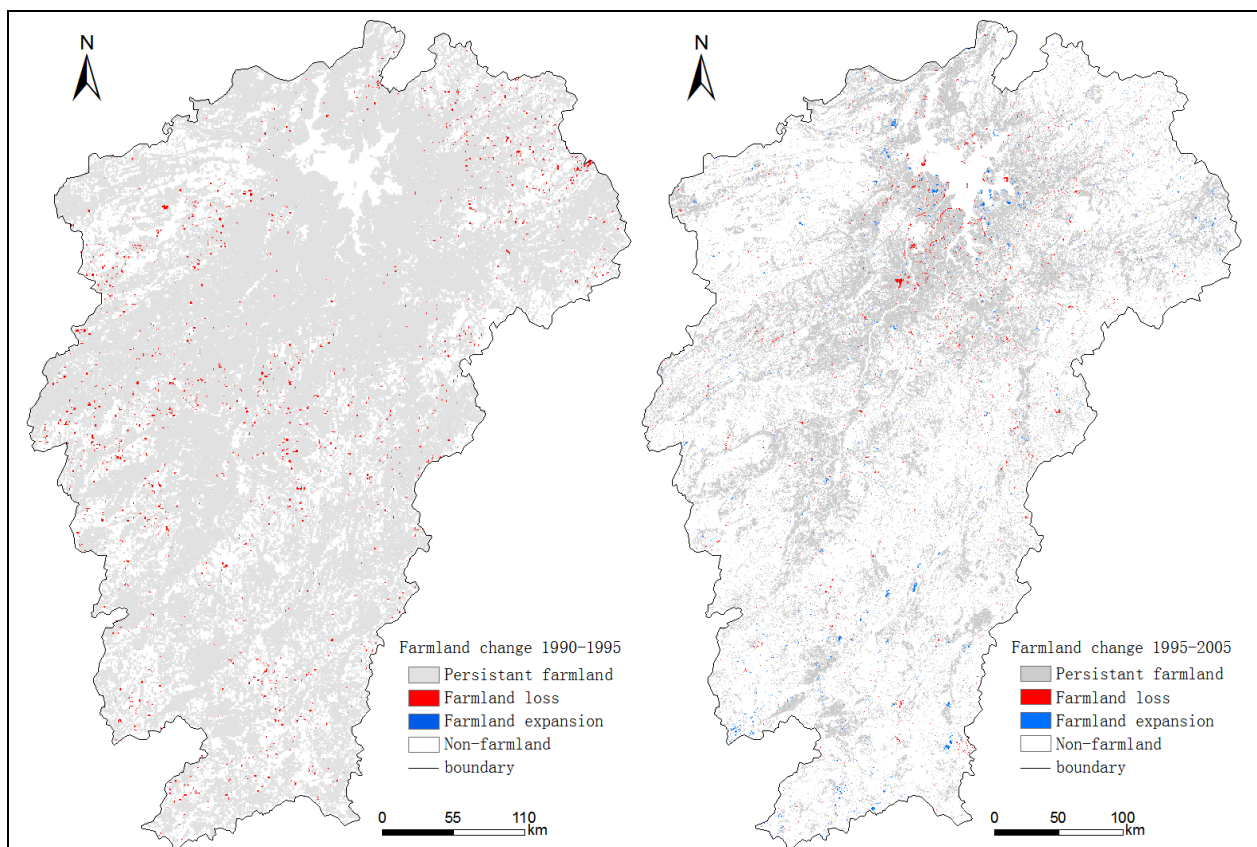 N
Farmland change 1990-1995
Persistant farmland
Farmland loss
Farmland expansion
Non-farmland
boundary
0 55 110
km
N
Farmland change 1995-2005
Persistant farmland
Farmland loss
Farmland expansion
Non-farmland
boundary
0 50 100
km